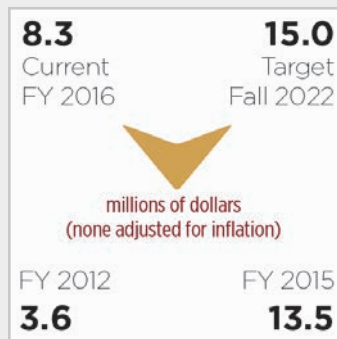 8.3 15.0
Current Target
FY 2016 Fall 2022
millions of dollars
(none adjusted for inflation)
FY 2012 FY 2015
3.6 13.5